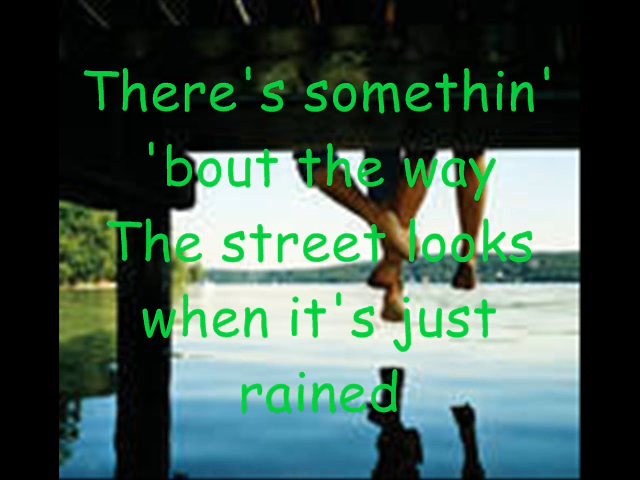 There's somethin'
'bout the way
The street looks
when it's just
rained